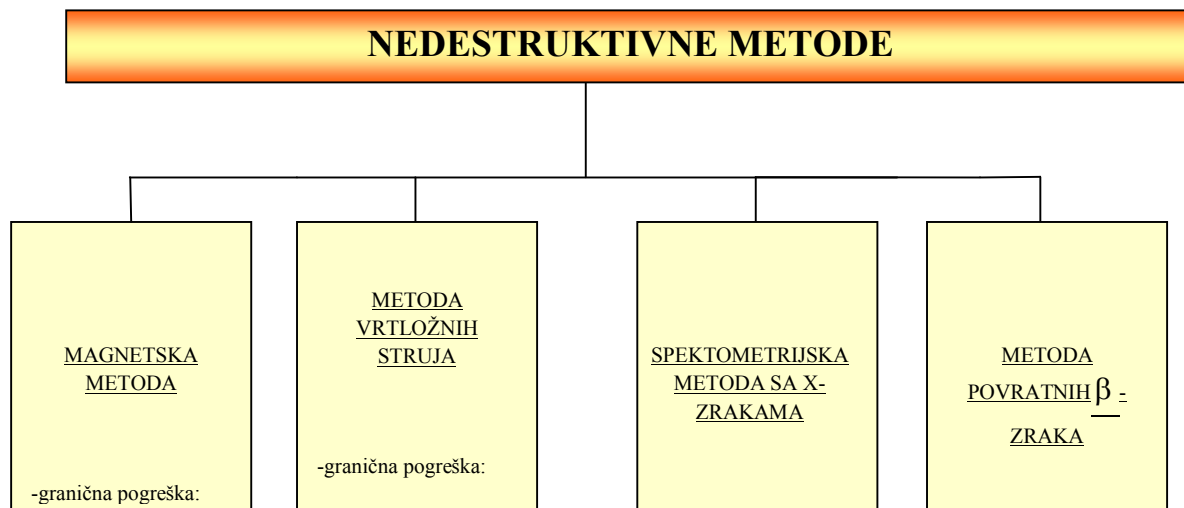 NEDESTRUKTIVNE METODE
MAGNETSKA
METODA
-granična pogreška:
METODA
VRTLOŽNIH
STRUJA
-granična pogreška:
SPEKTOMETRIJSKA
METODA SA X-
ZRAKAMA
METODA
POVRATNIH β -
ZRAKA